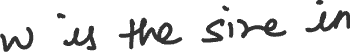 w is the size in